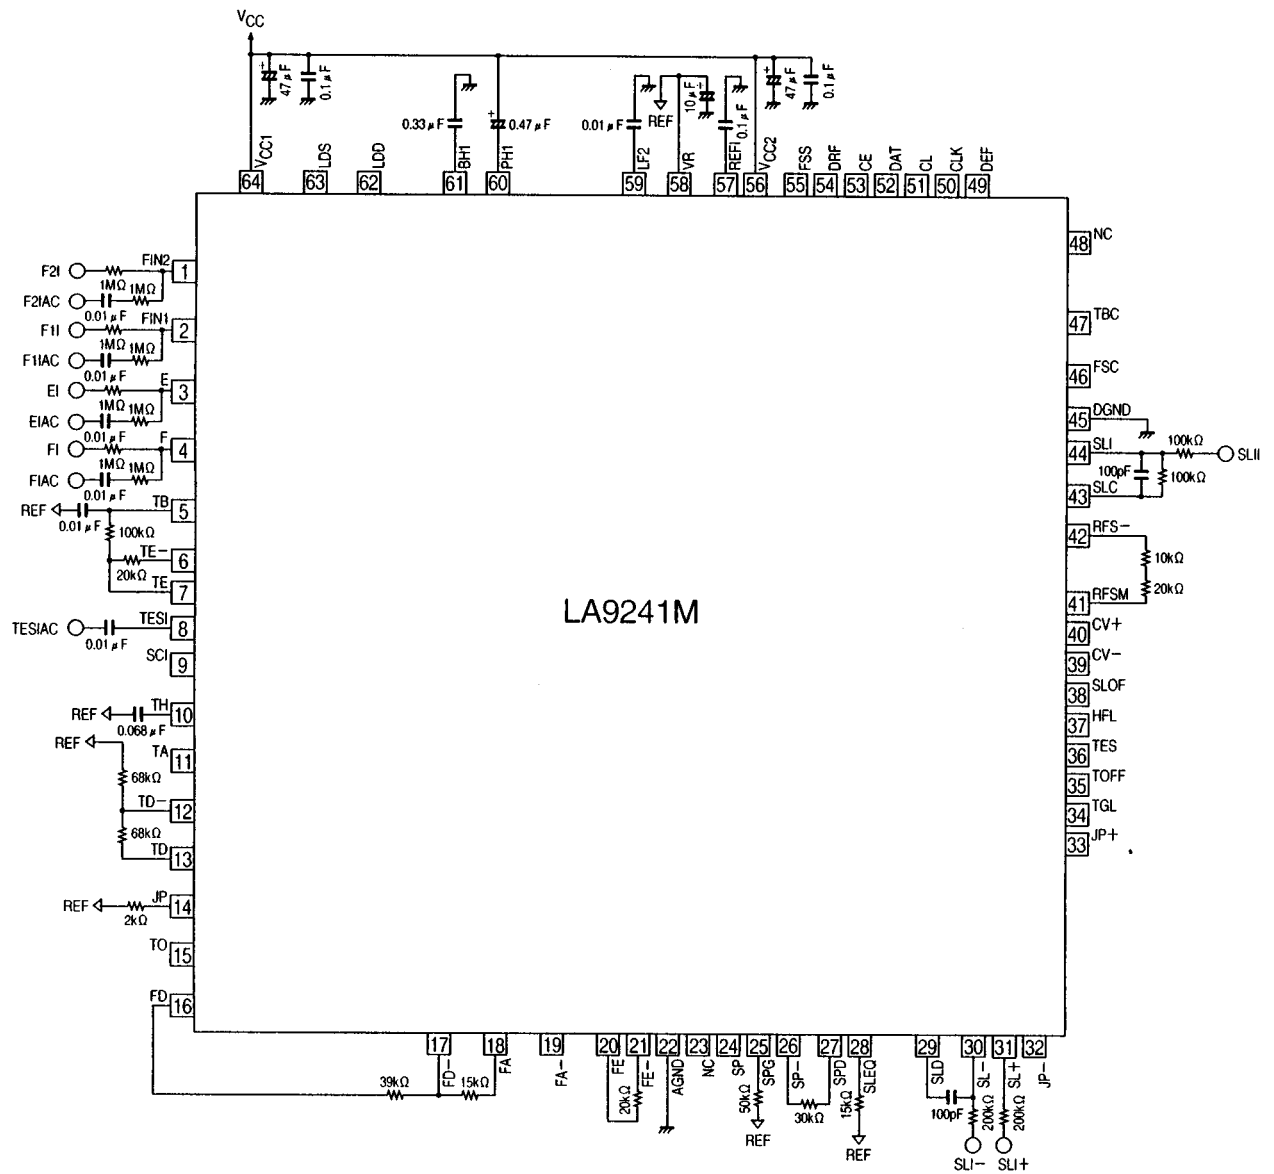 VCC
47μF
0.1μF
0.33μF
0.47μF
0.01μF
REF
10μF
0.1μF
47μF
0.1μF
VCC1
LDS
LDD
BH1
PH1
LF2
VR
REFI
VCC2
FSS
DRF
CE
DAT
CL
CLK
DEF
64
63
62
61
60
59
58
57
56
55
54
53
52
51
50
49
F2I
FIN2
1
1MΩ
F2IAC
1MΩ
0.01μF
F1I
FIN1
2
1MΩ
F1IAC
1MΩ
0.01μF
EI
E
3
1MΩ
EIAC
1MΩ
0.01μF
FI
F
4
1MΩ
FIAC
1MΩ
0.01μF
REF
TB
5
0.01μF
100kΩ
TE-
6
20kΩ
TE
7
TESIAC
TESI
8
0.01μF
SCI
9
REF
TH
10
0.068μF
REF
TA
11
68kΩ
TD-
12
68kΩ
TD
13
REF
JP
14
2kΩ
TO
15
FD
16
LA9241M
48
NC
47
TBC
46
FSC
45
DGND
44
SLI
100kΩ
SLII
100pF
100kΩ
43
SLC
42
RFS-
10kΩ
20kΩ
41
RFSM
40
CV+
39
CV-
38
SLOF
37
HFL
36
TES
35
TOFF
34
TGL
33
JP+
17
18
19
20
21
22
23
24
25
26
27
28
29
30
31
32
FD-
FA
FA-
FE
FE-
AGND
NC
SP
SPG
SP-
SPD
SLEQ
SLD
SL-
SL+
JP-
39kΩ
15kΩ
20kΩ
50kΩ
REF
30kΩ
15kΩ
REF
100pF
200kΩ
200kΩ
SLI-
SLI+